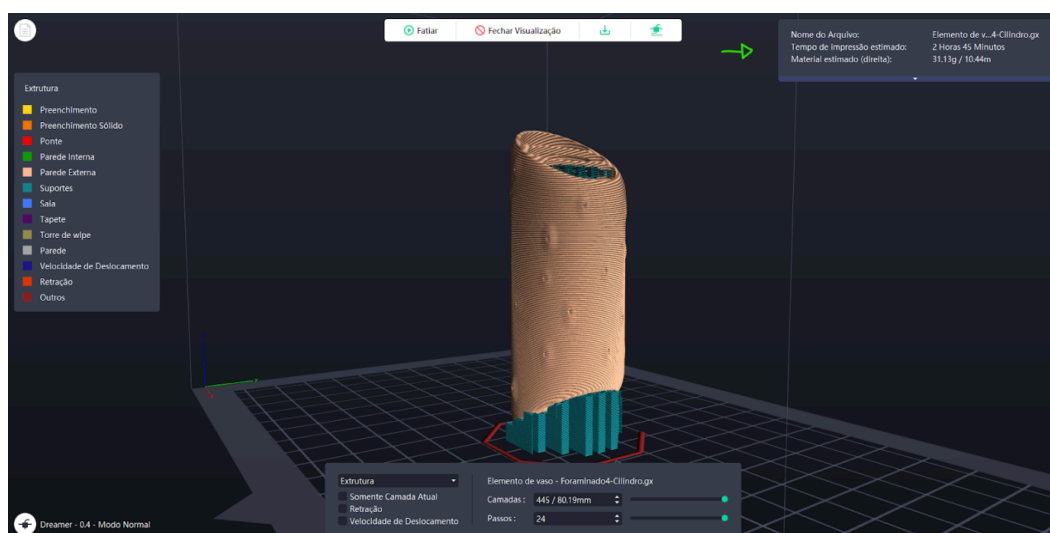 Fatiar
Fechar Visualização
Nome do Arquivo: Elemento de v...4-Cilindro.gx
Tempo de impressão estimado: 2 Horas 45 Minutos
Material estimado (direita): 31.13g / 10.44m
Extrutura
Preenchimento
Preenchimento Sólido
Ponte
Parede Interna
Parede Externa
Suportes
Sala
Tapete
Torre de wipe
Parede
Velocidade de Deslocamento
Retração
Outros
Extrutura
Somente Camada Atual
Retração
Velocidade de Deslocamento
Elemento de vaso - Foraminado4-Cilindro.gx
Camadas : 445 / 80.19mm
Passos : 24
Dreamer - 0.4 - Modo Normal